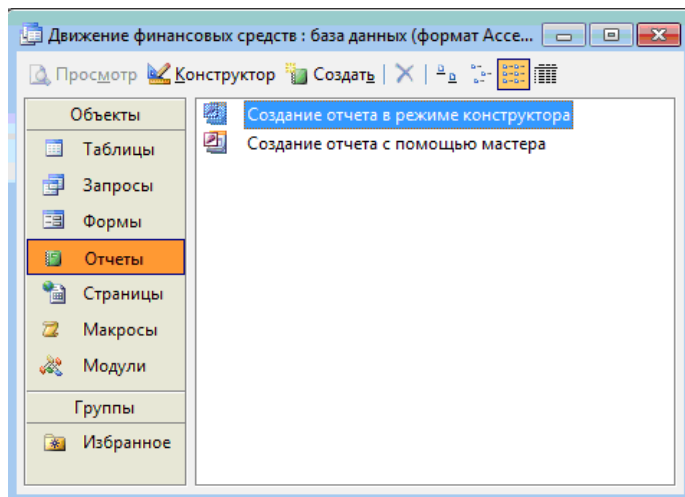 Движение финансовых средств : база данных (формат Acce...
Просмотр Конструктор Создать
Объекты
Таблицы
Запросы
Формы
Отчеты
Страницы
Макросы
Модули
Группы
Избранное
Создание отчета в режиме конструктора
Создание отчета с помощью мастера